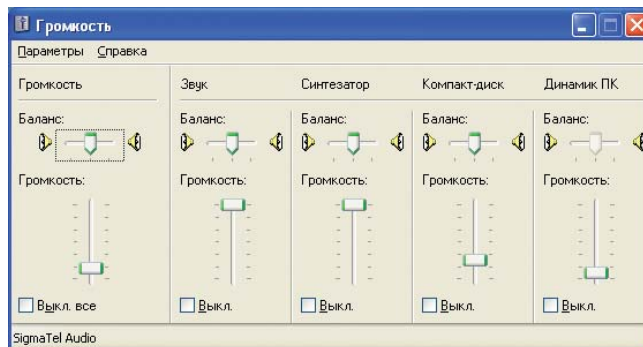 Громкость
Параметры Справка
Громкость Звук Синтезатор Компакт-диск Динамик ПК
Баланс: Баланс: Баланс: Баланс: Баланс:
Громкость: Громкость: Громкость: Громкость: Громкость:
Выкл. все Выкл. Выкл. Выкл. Выкл.
SigmaTel Audio